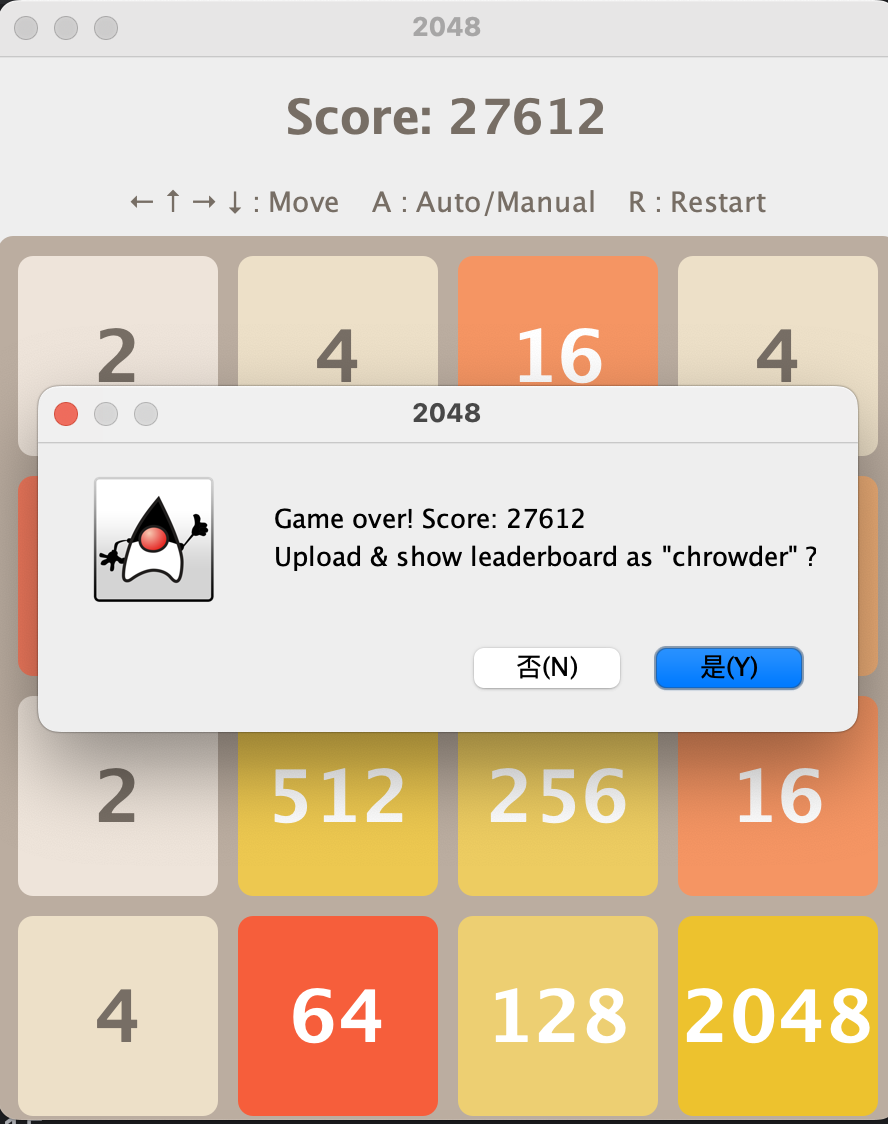 2048
Score: 27612
← ↑ → ↓ : Move A : Auto/Manual R : Restart
2 4 16 4
2048
Game over! Score: 27612
Upload & show leaderboard as "chrowder" ?
否(N) 是(Y)
2 512 256 16
4 64 128 2048